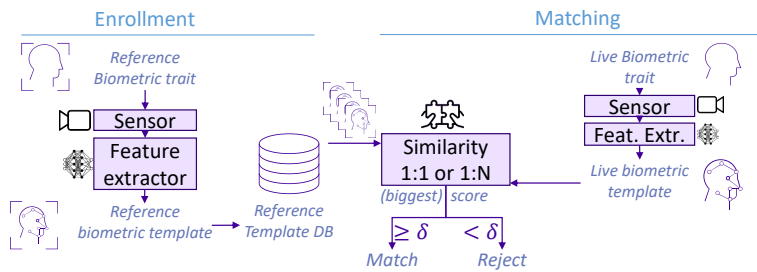 Enrollment
Reference
Biometric trait
Sensor
Feature
extractor
Reference
biometric template
Reference
Template DB
Matching
Live Biometric
trait
Sensor
Feat. Extr.
Live biometric
template
Similarity
1:1 or 1:N
(biggest) score
≥ δ < δ
Match Reject